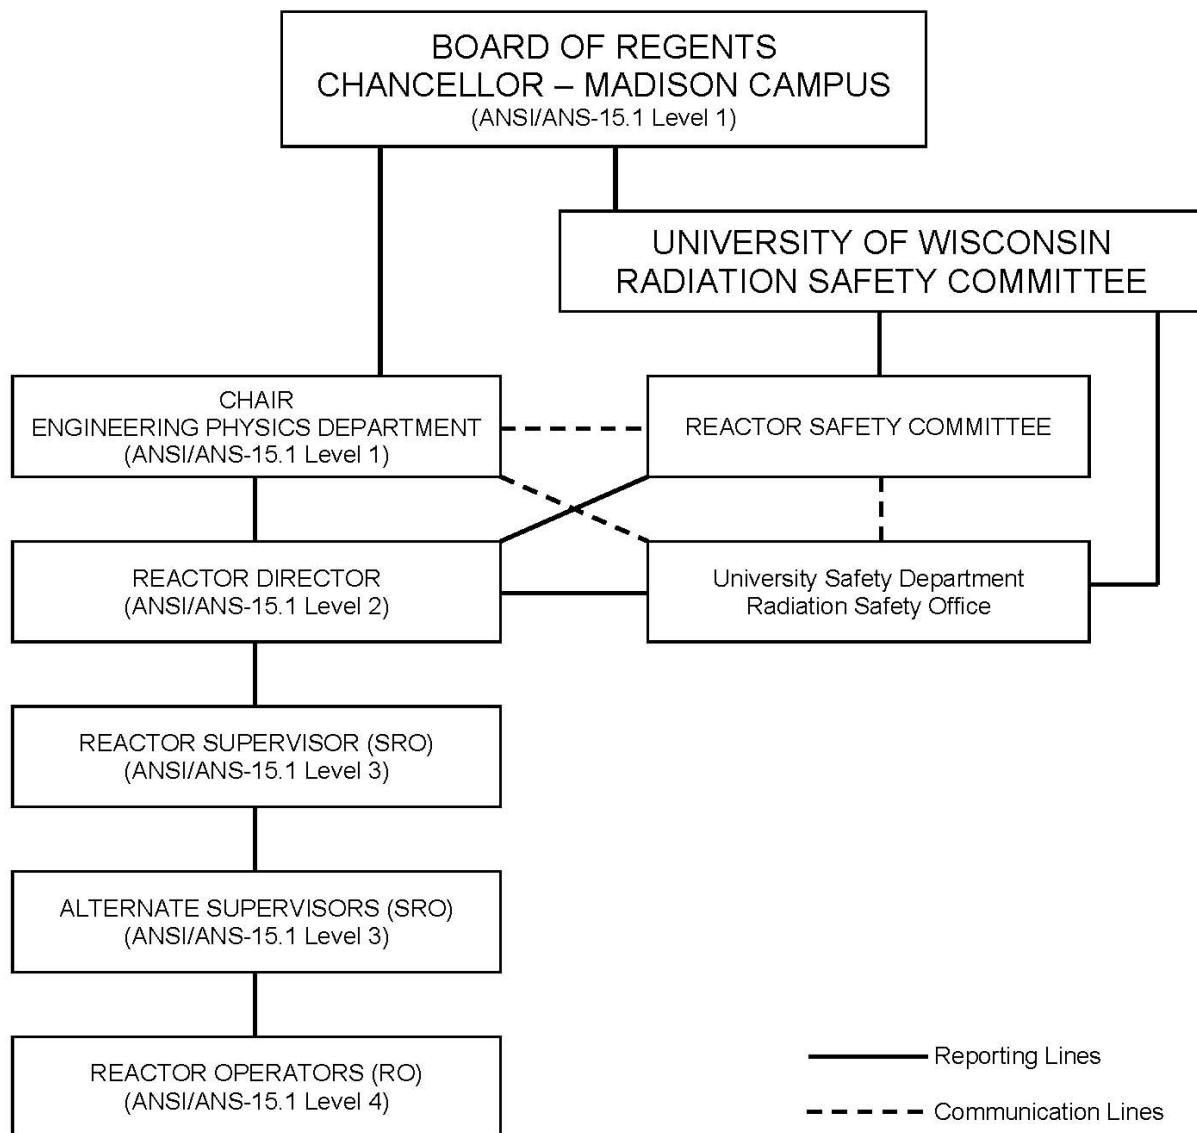 BOARD OF REGENTS
CHANCELLOR – MADISON CAMPUS
(ANSI/ANS-15.1 Level 1)
UNIVERSITY OF WISCONSIN
RADIATION SAFETY COMMITTEE
CHAIR
ENGINEERING PHYSICS DEPARTMENT
(ANSI/ANS-15.1 Level 1)
REACTOR SAFETY COMMITTEE
REACTOR DIRECTOR
(ANSI/ANS-15.1 Level 2)
University Safety Department
Radiation Safety Office
REACTOR SUPERVISOR (SRO)
(ANSI/ANS-15.1 Level 3)
ALTERNATE SUPERVISORS (SRO)
(ANSI/ANS-15.1 Level 3)
REACTOR OPERATORS (RO)
(ANSI/ANS-15.1 Level 4)
Reporting Lines
Communication Lines